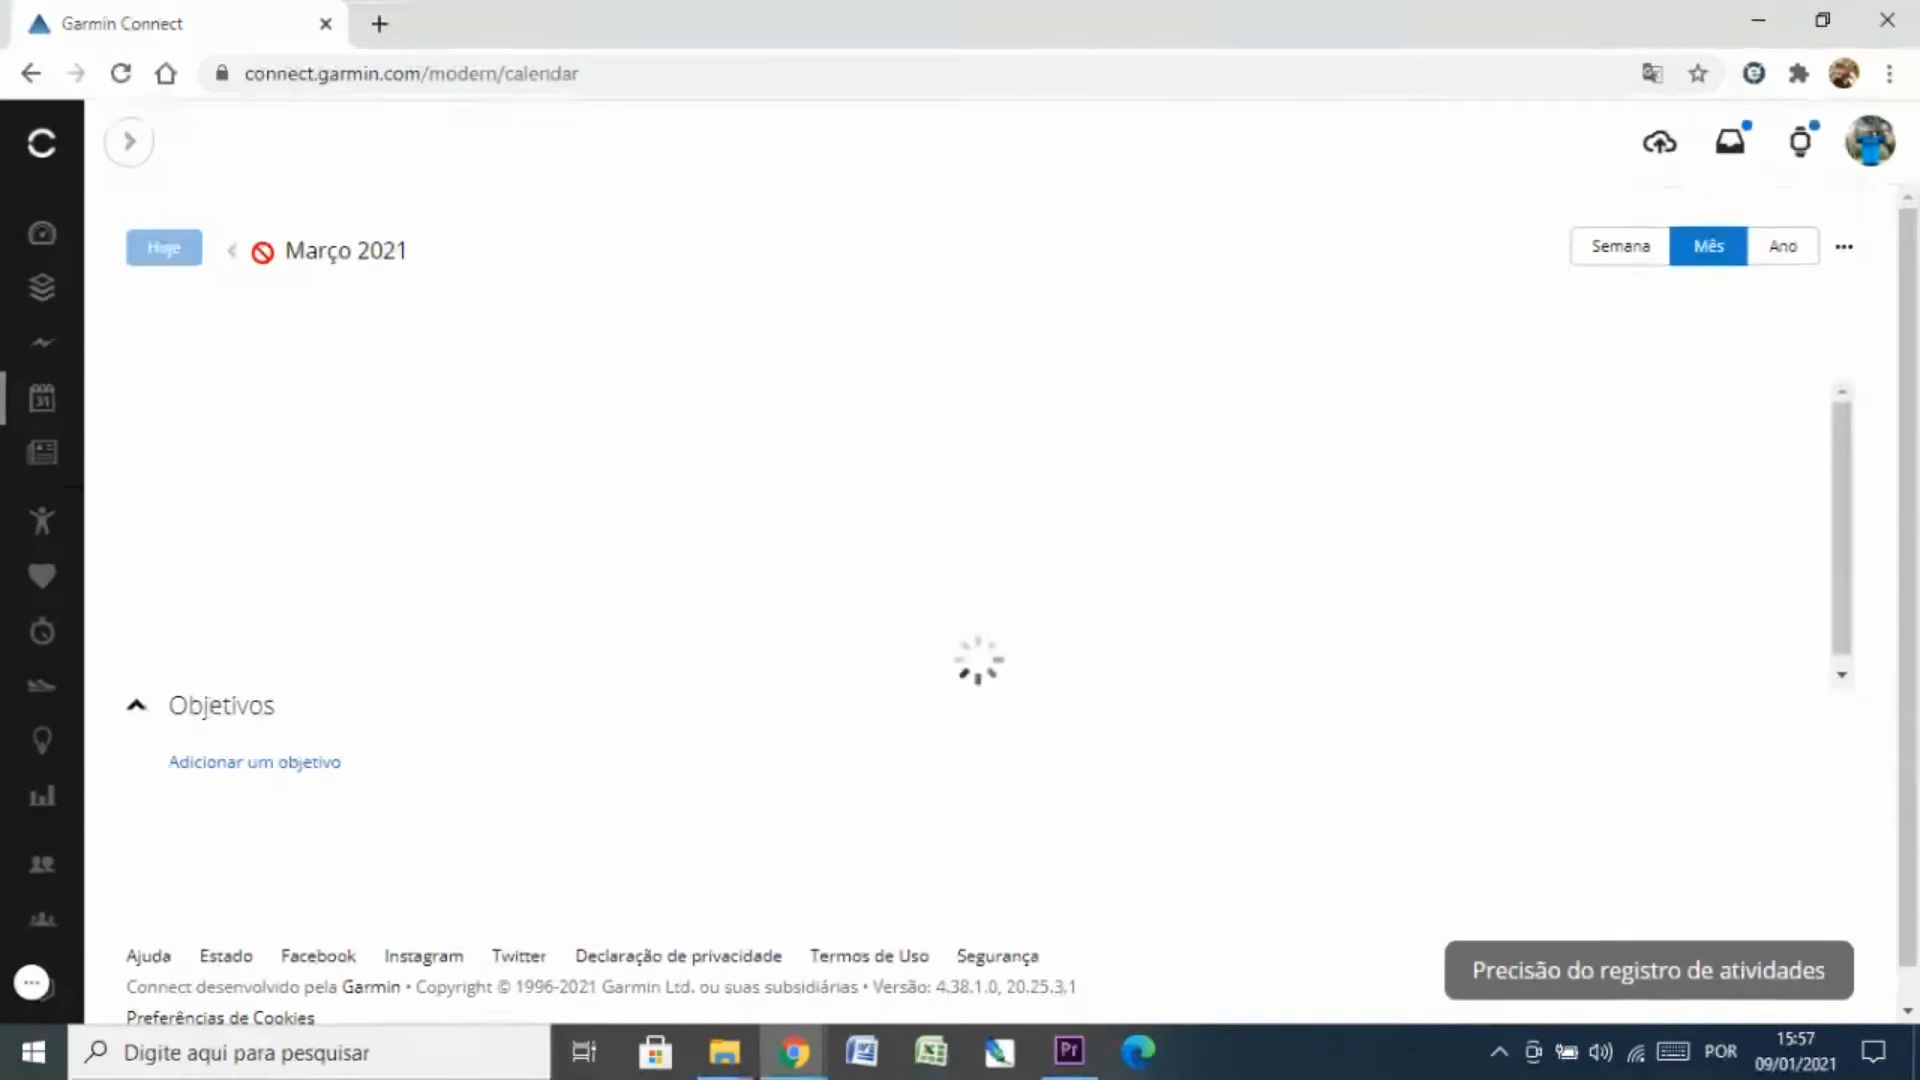 Garmin Connect
connect.garmin.com/modern/calendar
Hoje
Março 2021
Semana
Mês
Ano
31
Objetivos
Adicionar um objetivo
Ajuda Estado Facebook Instagram Twitter Declaração de privacidade Termos de Uso Segurança
Connect desenvolvido pela Garmin • Copyright © 1996-2021 Garmin Ltd. ou suas subsidiárias • Versão: 4.38.1.0, 20.25.3.1
Preferências de Cookies
Precisão do registro de atividades
Digite aqui para pesquisar
Pr
POR
15:57
09/01/2021